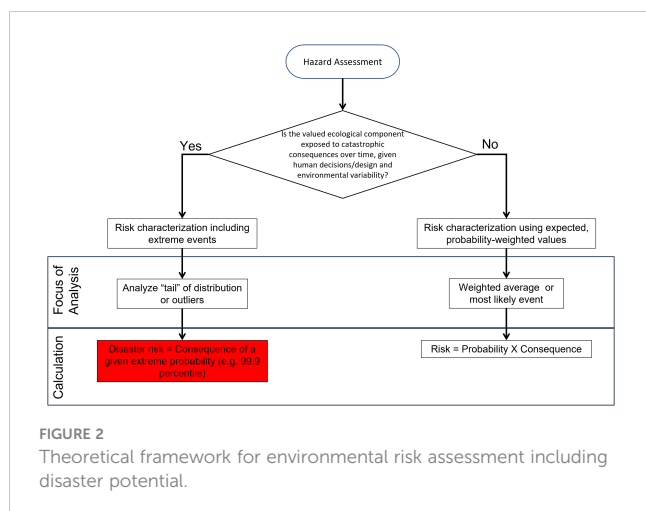 Hazard Assessment
Is the valued ecological component
exposed to catastrophic
consequences over time, given
human decisions/design and
environmental variability?
Yes
No
Risk characterization including
extreme events
Risk characterization using expected,
probability-weighted values
Focus of
Analysis
Analyze “tail” of distribution
or outliers
Weighted average or
most likely event
Calculation
Disaster risk = Consequence of a
given extreme probability (e.g. 99.9
percentile)
Risk = Probability X Consequence
FIGURE 2
Theoretical framework for environmental risk assessment including
disaster potential.